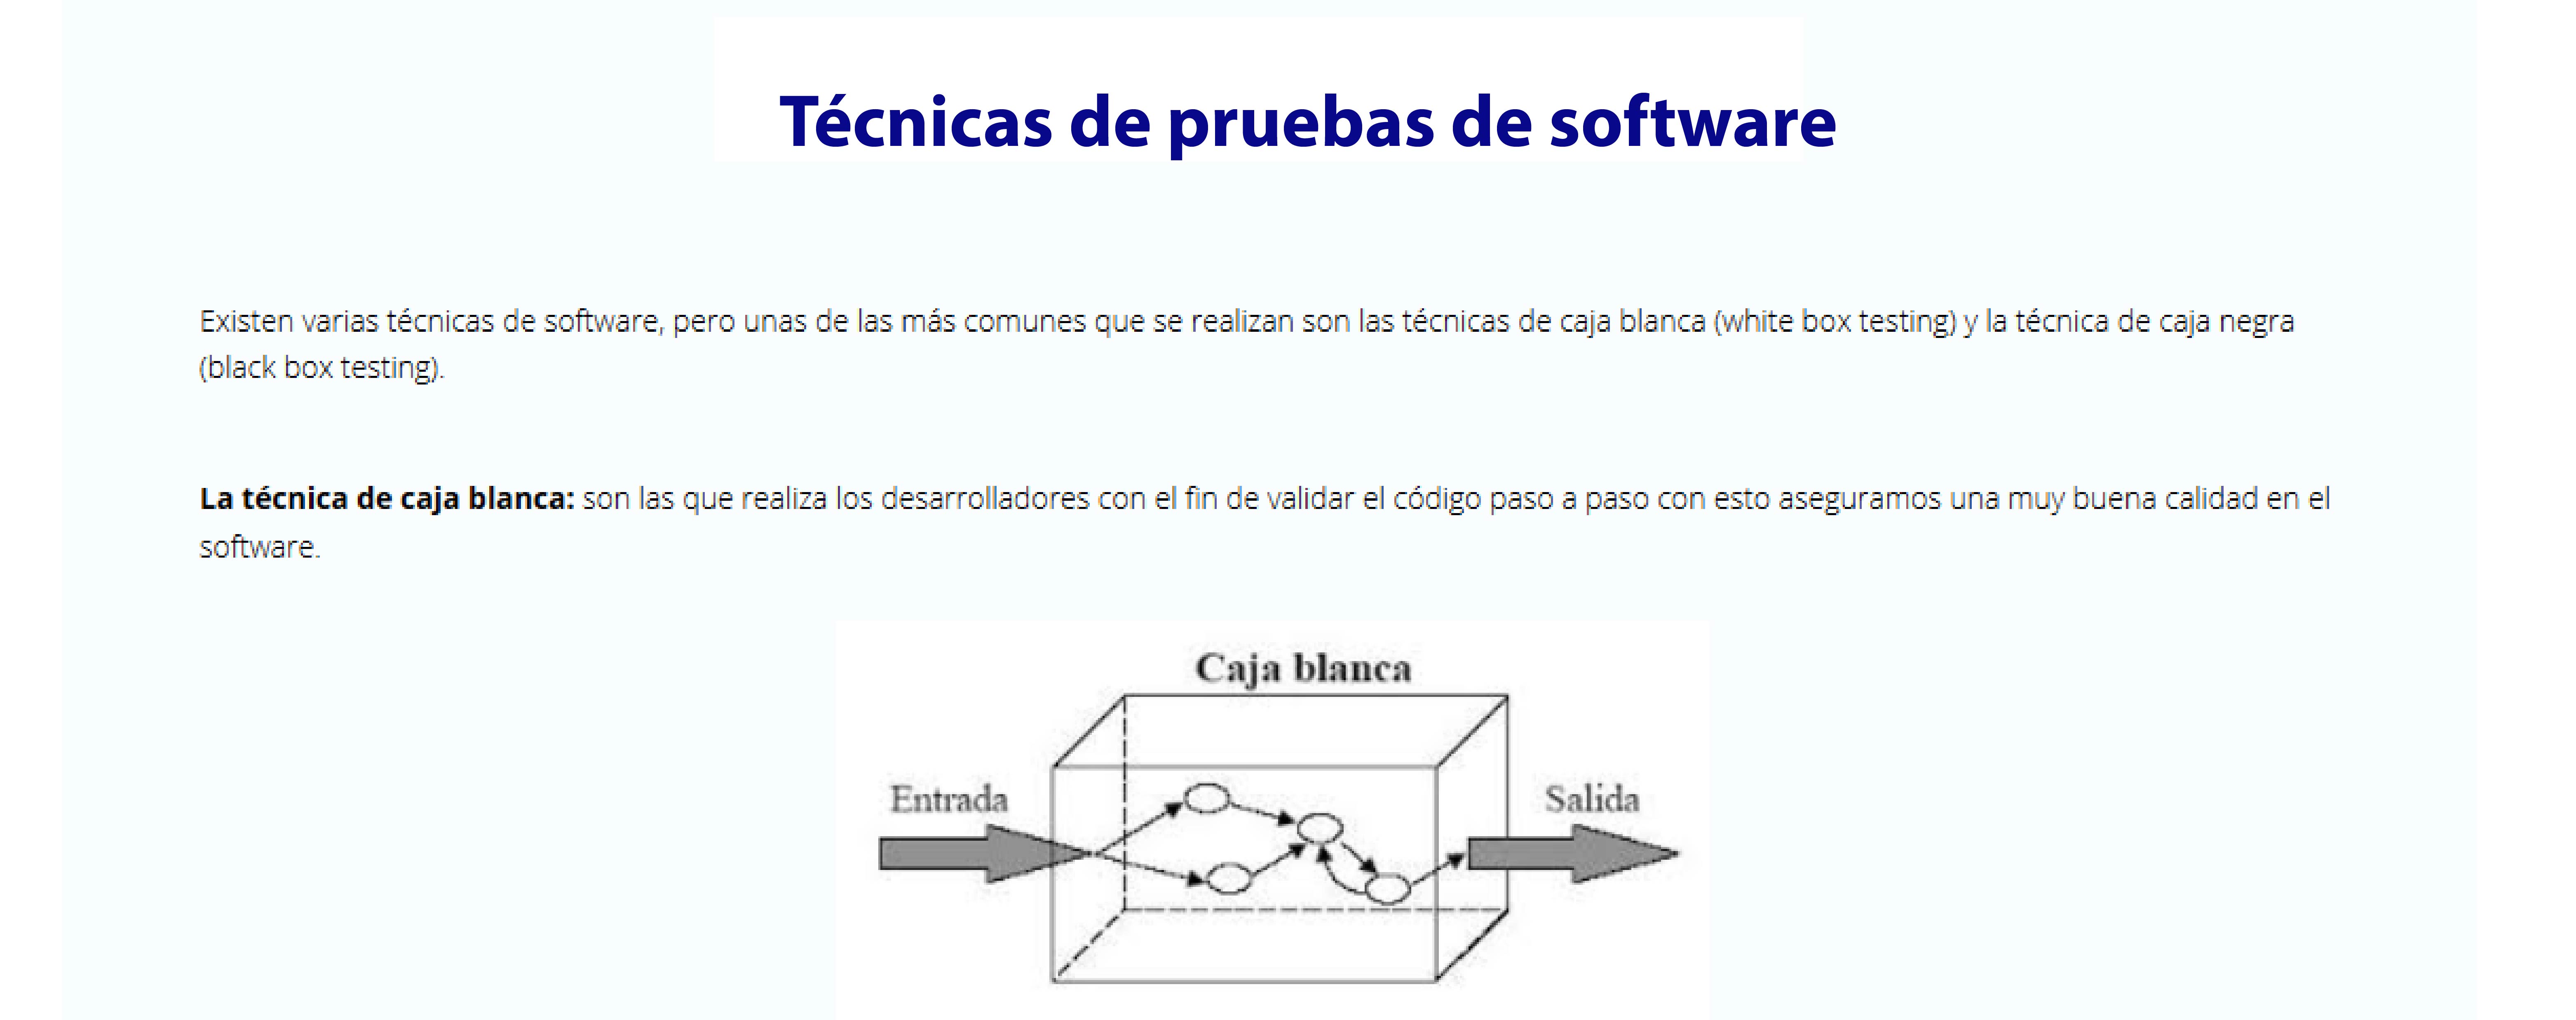 Técnicas de pruebas de software
Existen varias técnicas de software, pero unas de las más comunes que se realizan son las técnicas de caja blanca (white box testing) y la técnica de caja negra
(black box testing).
La técnica de caja blanca: son las que realiza los desarrolladores con el fin de validar el código paso a paso con esto aseguramos una muy buena calidad en el
software.
Caja blanca
Entrada
Salida